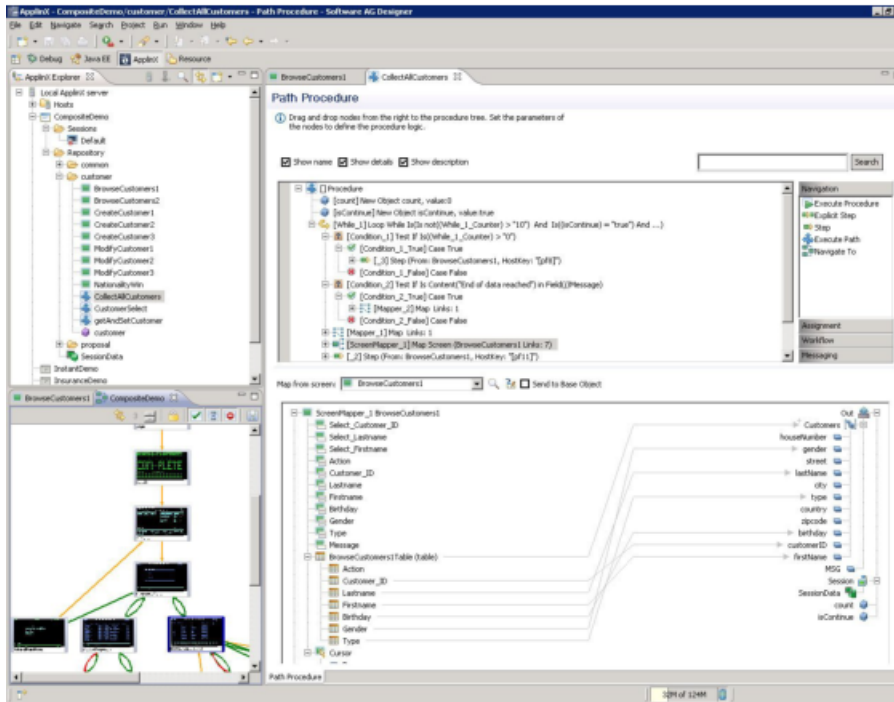 ApplinX - CompositeDemo/customer/CollectAllCustomers - Path Procedure - Software AG Designer
File Edit Navigate Search Project Run Window Help
Debug Java EE ApplinX Resource
ApplinX Explorer
Local ApplinX server
Hosts
CompositeDemo
Sessions
Default
Repository
common
customer
BrowseCustomers1
BrowseCustomers2
CreateCustomer1
CreateCustomer2
CreateCustomer3
ModifyCustomer1
ModifyCustomer2
ModifyCustomer3
NationalityWin
CollectAllCustomers
CustomerSelect
getAndSetCustomer
customer
proposal
SessionData
InstantDemo
InsuranceDemo
BrowseCustomers1 CompositeDemo
COM-PLETE
BrowseCustomers1 CollectAllCustomers
Path Procedure
Drag and drop nodes from the right to the procedure tree. Set the parameters of
the nodes to define the procedure logic.
Show name Show details Show description
Search
[] Procedure
[count] New Object count, value:0
[isContinue] New Object isContinue, value true
[While_1] Loop While Is(Is not)(While_1_Counter) > "10") And Is((isContinue) = "true") And ...)
[Condition_1] Test If Is)(While_1_Counter) > "0")
[Condition_1_True] Case True
[_3] Step (From: BrowseCustomers1, HostKey: "[pf8]")
[Condition_1_False] Case False
[Condition_2] Test If Is Content("End of data reached") in Field((Message)
[Condition_2_True] Case True
[Mapper_2] Map Links: 1
[Condition_2_False] Case False
[Mapper_1] Map Links: 1
[ScreenMapper_1] Map Screen (BrowseCustomers1 Links: 7)
[_2] Step (From: BrowseCustomers1, HostKey: "[pf11]")
Navigation
Execute Procedure
Explicit Step
Step
Execute Path
Navigate To
Assignment
Workflow
Messaging
Map from screen: BrowseCustomers1 Send to Base Object
ScreenMapper_1 BrowseCustomers1
Select_Customer_ID
Select_Lastname
Select_Firstname
Action
Customer_ID
Lastname
Firstname
Birthday
Gender
Type
Message
BrowseCustomers1Table (table)
Action
Customer_ID
Lastname
Firstname
Birthday
Gender
Type
Cursor
Out
Customers
houseNumber
gender
street
lastName
city
type
country
zipcode
birthday
customerID
firstName
MSG
Session
SessionData
count
isContinue
Path Procedure
32M of 124M